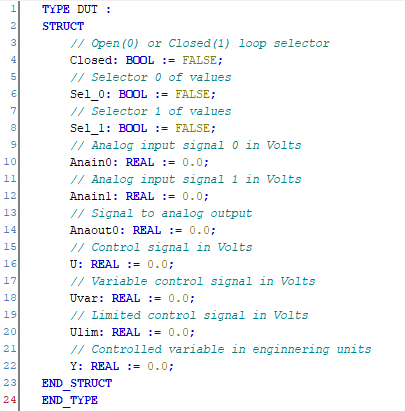 1 TYPE DUT :
2 STRUCT
3 // Open(0) or Closed(1) loop selector
4 Closed: BOOL := FALSE;
5 // Selector 0 of values
6 Sel_0: BOOL := FALSE;
7 // Selector 1 of values
8 Sel_1: BOOL := FALSE;
9 // Analog input signal 0 in Volts
10 Anain0: REAL := 0.0;
11 // Analog input signal 1 in Volts
12 Anain1: REAL := 0.0;
13 // Signal to analog output
14 Anaout0: REAL := 0.0;
15 // Control signal in Volts
16 U: REAL := 0.0;
17 // Variable control signal in Volts
18 Uvar: REAL := 0.0;
19 // Limited control signal in Volts
20 Ulim: REAL := 0.0;
21 // Controlled variable in enginnering units
22 Y: REAL := 0.0;
23 END_STRUCT
24 END_TYPE